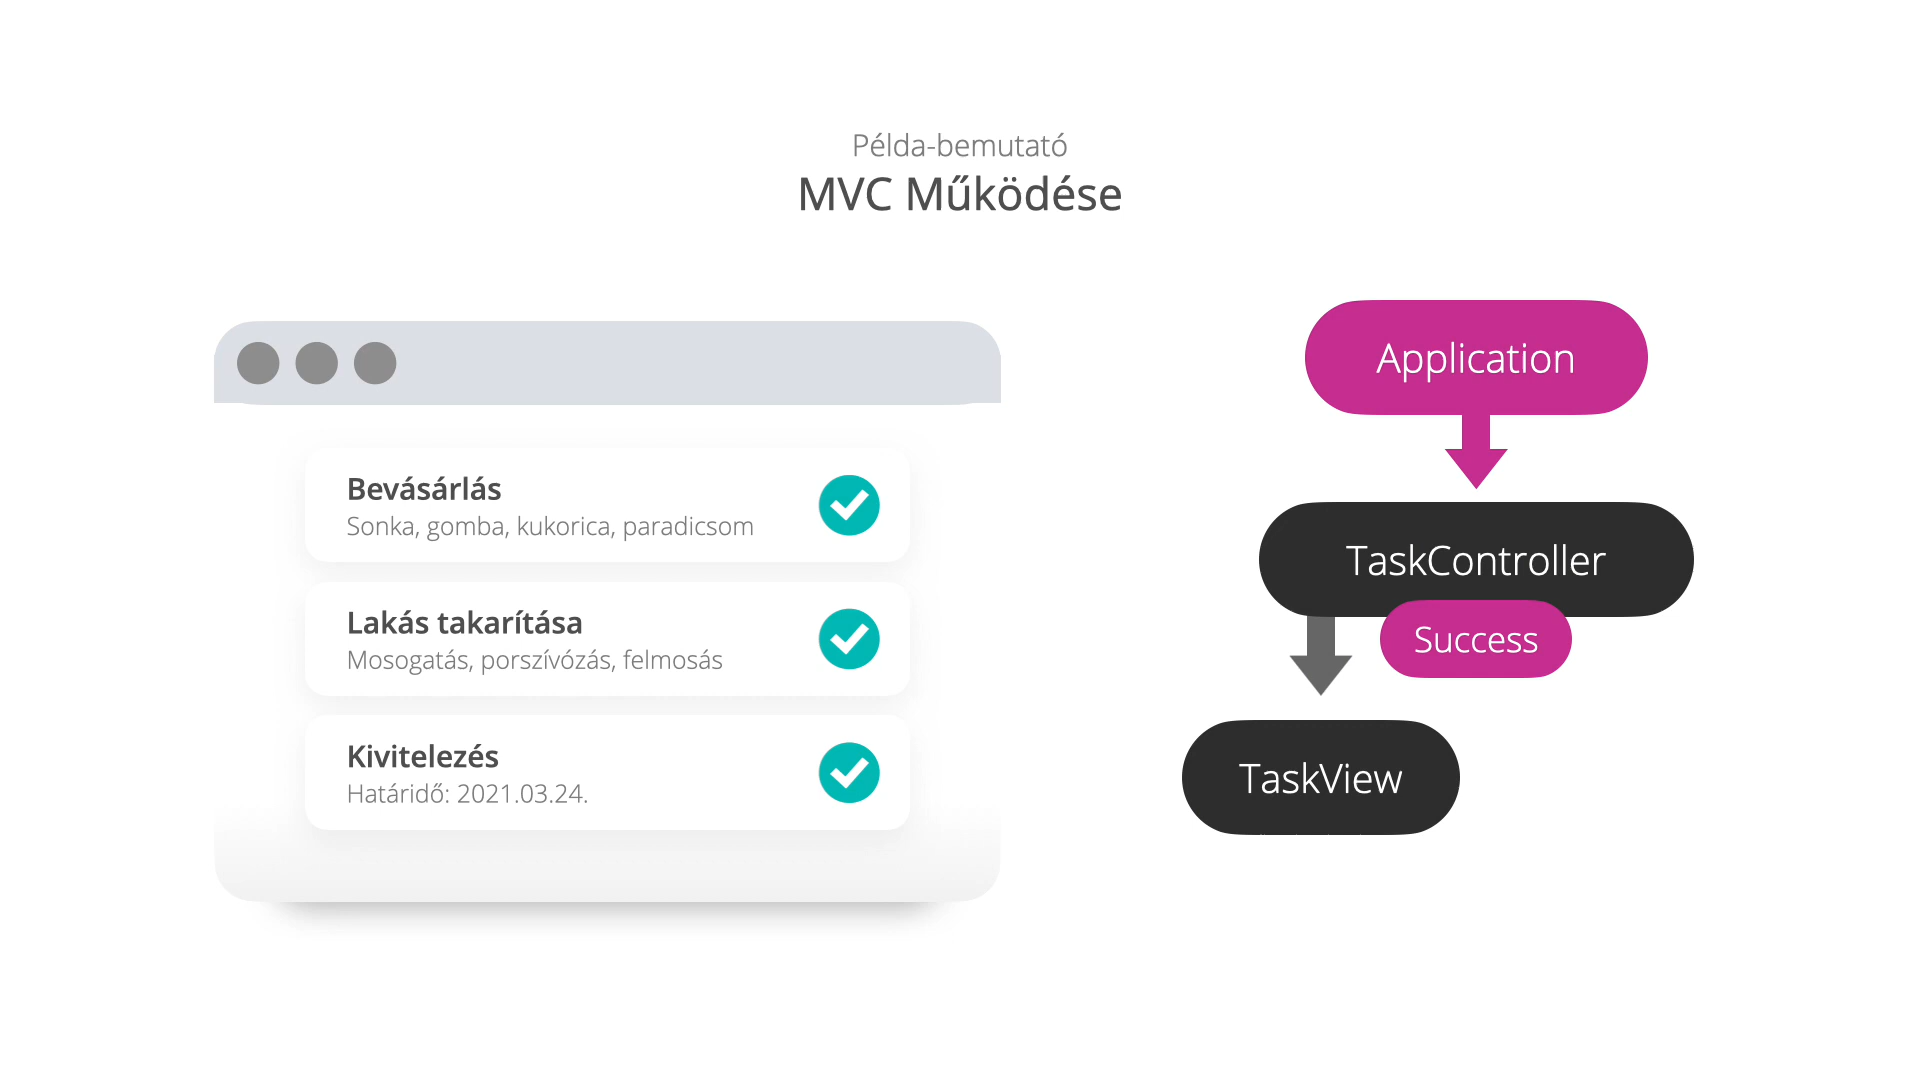 Példa-bemutató
MVC Működése
Bevásárlás
Sonka, gomba, kukorica, paradicsom
Lakás takarítása
Mosogatás, porszívózás, felmosás
Kivitelezés
Határidő: 2021.03.24.
Application
TaskController
Success
TaskView